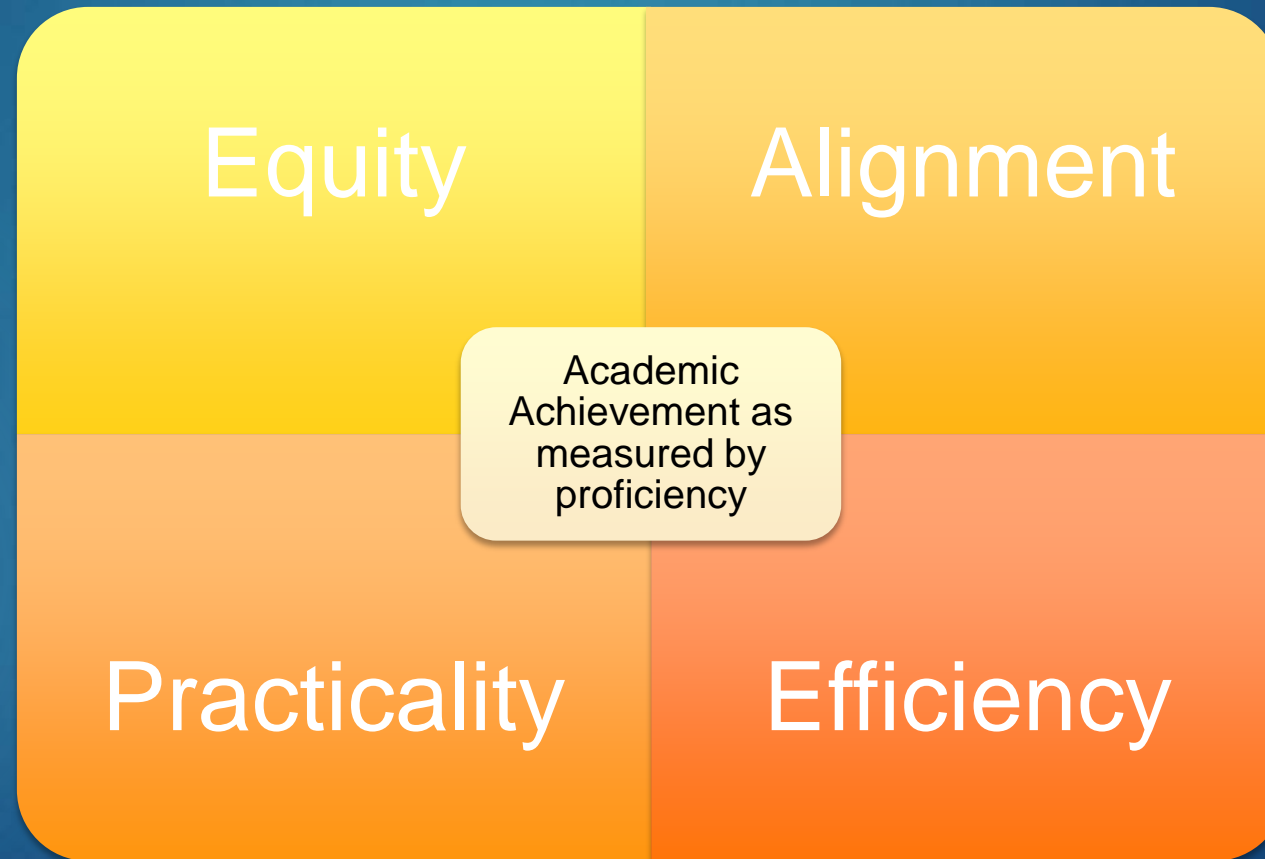 Equity
Alignment
Academic
Achievement as
measured by
proficiency
Practicality
Efficiency